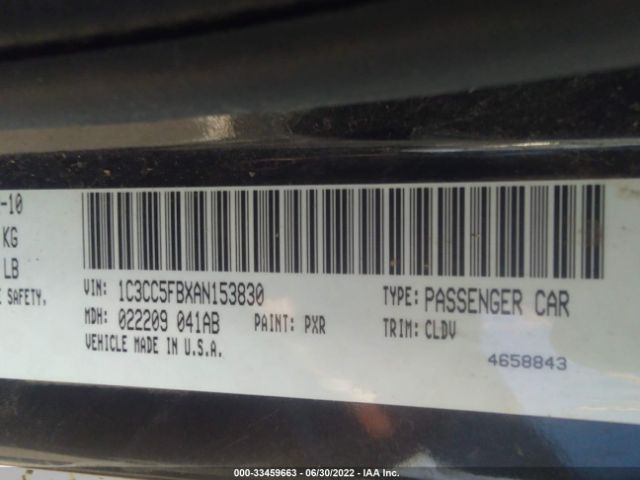 -10
KG
LB
SAFETY.
VIN: 1C3CC5FBXAN153830
TYPE: PASSENGER CAR
MDH: 022209 041AB
PAINT: PXR
TRIM: CLDV
VEHICLE MADE IN U.S.A.
4658843
000-33459663 - 06/30/2022 - IAA Inc.